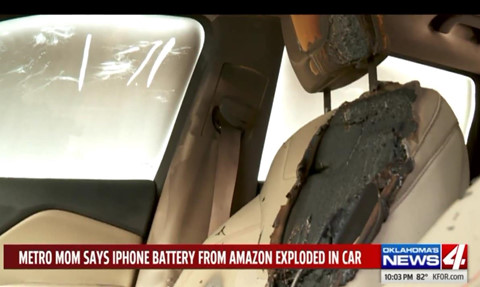 METRO MOM SAYS IPHONE BATTERY FROM AMAZON EXPLODED IN CAR
OKLAHOMA'S
NEWS 4
10:03 PM 82° KFOR.com